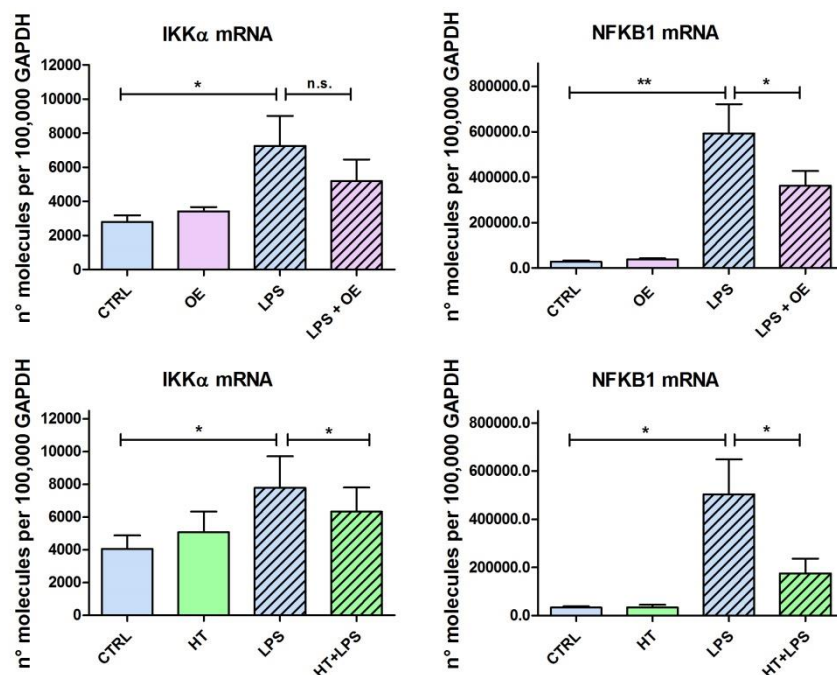 IKKα mRNA
n° molecules per 100,000 GAPDH
12000
10000
8000
6000
4000
2000
0
*
n.s.
CTRL
OE
LPS
LPS + OE
NFKB1 mRNA
n° molecules per 100,000 GAPDH
800000.0
600000.0
400000.0
200000.0
0.0
**
*
CTRL
OE
LPS
LPS + OE
IKKα mRNA
n° molecules per 100,000 GAPDH
12000
10000
8000
6000
4000
2000
0
*
*
CTRL
HT
LPS
HT+LPS
NFKB1 mRNA
n° molecules per 100,000 GAPDH
800000.0
600000.0
400000.0
200000.0
0.0
*
*
CTRL
HT
LPS
HT+LPS